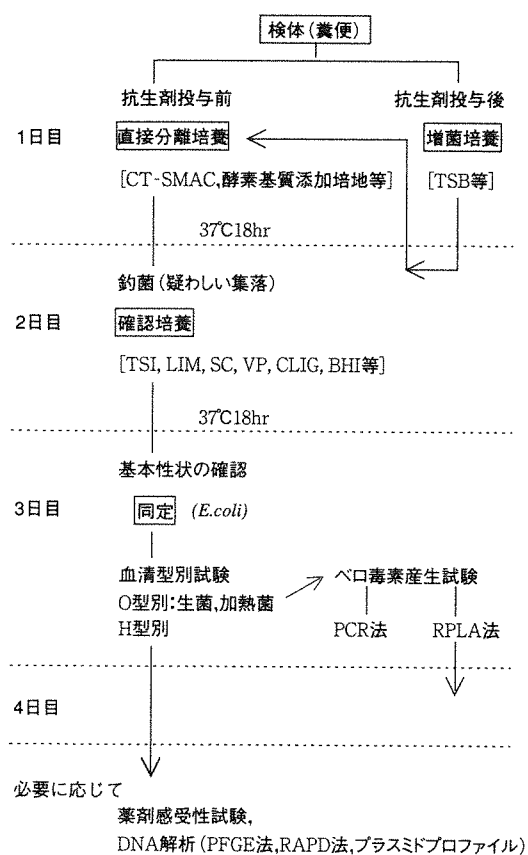 検体(糞便)
抗生剤投与前 抗生剤投与後
1日目 直接分離培養 増菌培養
[CT-SMAC,酵素基質添加培地等] [TSB等]
37℃18hr
釣菌(疑わしい集落)
2日目 確認培養
[TSI, LIM, SC, VP, CLIG, BHI等]
37℃18hr
基本性状の確認
3日目 同定 (E.coli)
血清型別試験 ベロ毒素産生試験
O型別:生菌,加熱菌
H型別 PCR法 RPLA法
4日目
必要に応じて
薬剤感受性試験,
DNA解析(PFGE法,RAPD法,プラスミドプロファイル)